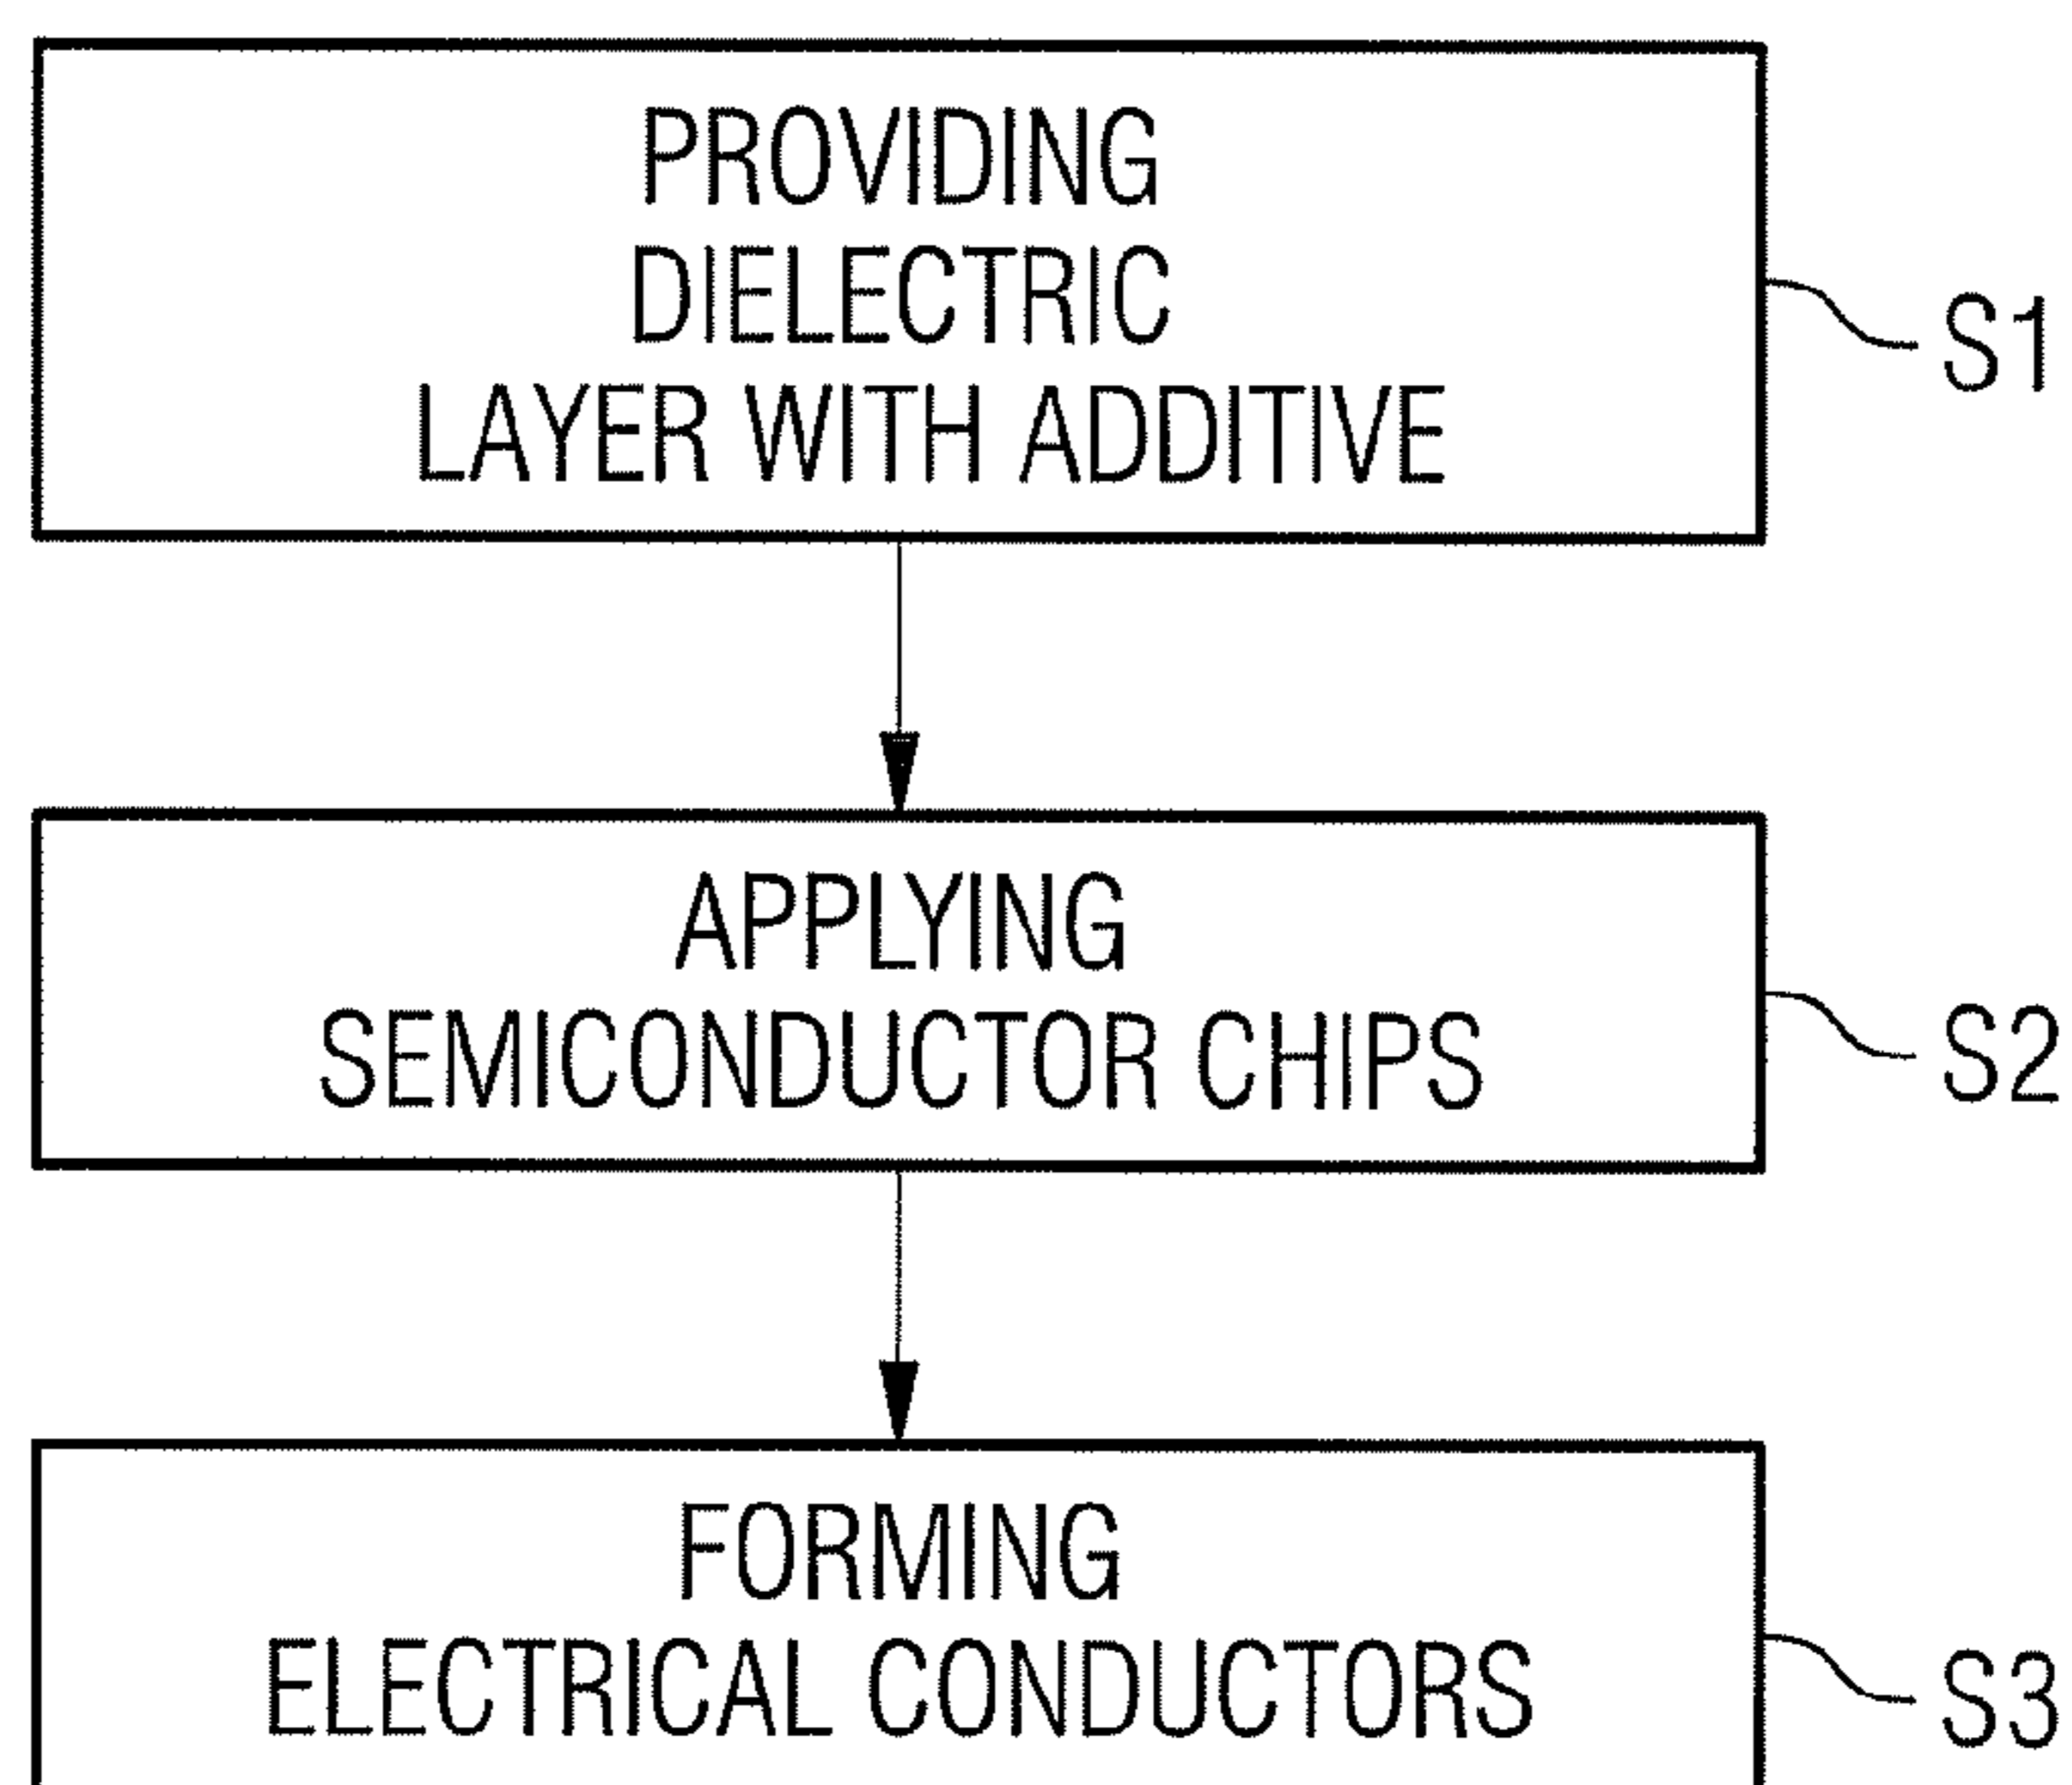 PROVIDING
DIELECTRIC
LAYER WITH ADDITIVE
S1
APPLYING
SEMICONDUCTOR CHIPS
S2
FORMING
ELECTRICAL CONDUCTORS
S3